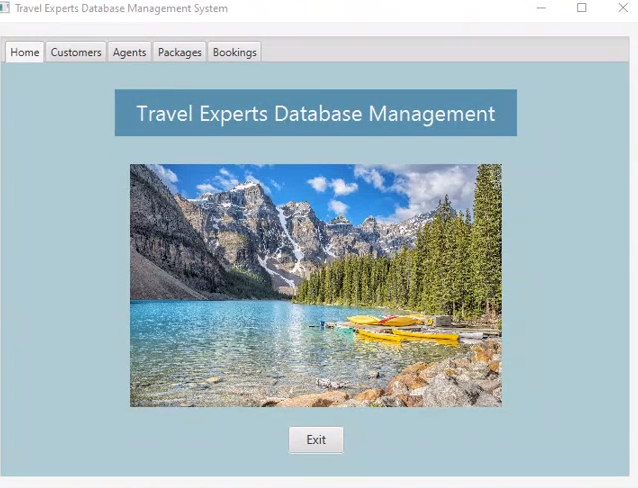 Travel Experts Database Management System
Home Customers Agents Packages Bookings
Travel Experts Database Management
Exit